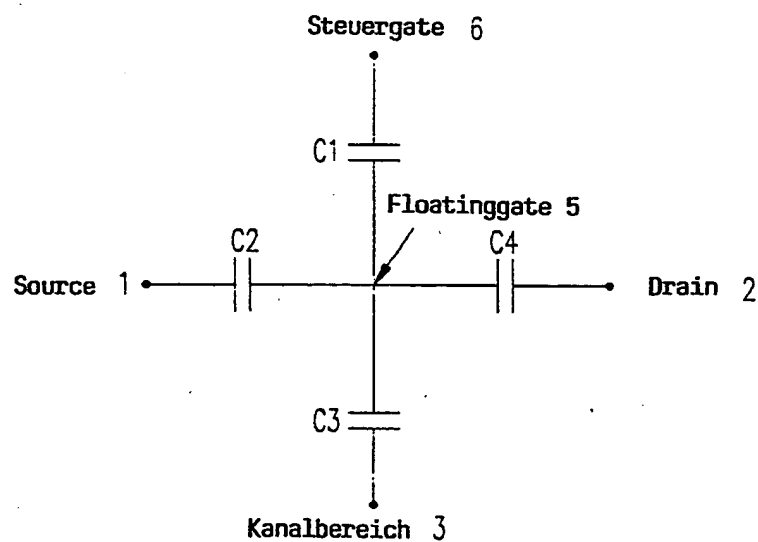 Steuergate 6
C1
Floatinggate 5
C2
C4
Source 1
Drain 2
C3
Kanalbereich 3